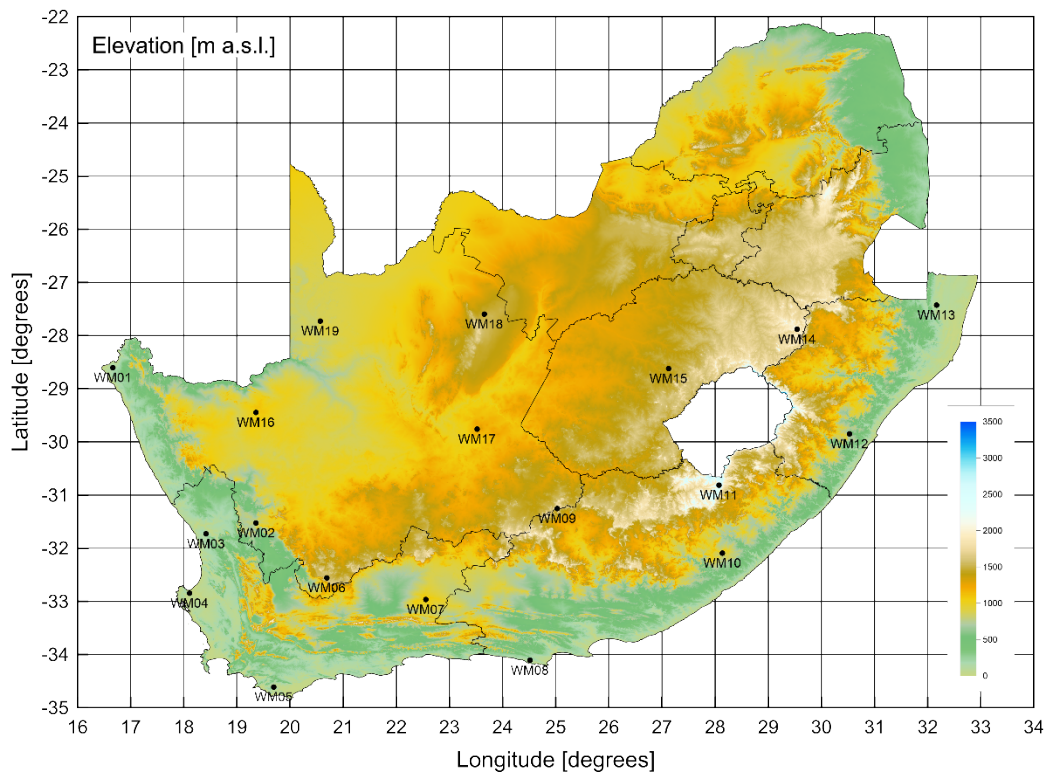 Elevation [m a.s.l.]
-22
-23
-24
-25
-26
-27
-28
-29
-30
-31
-32
-33
-34
-35
Latitude [degrees]
WM13
WM18
WM19
WM14
WM01
WM15
WM16
WM17
WM12
WM11
WM09
WM02
WM03
WM10
WM06
WM04
WM07
WM08
WM05
3500
3000
2500
2000
1500
1000
500
0
16 17 18 19 20 21 22 23 24 25 26 27 28 29 30 31 32 33 34
Longitude [degrees]